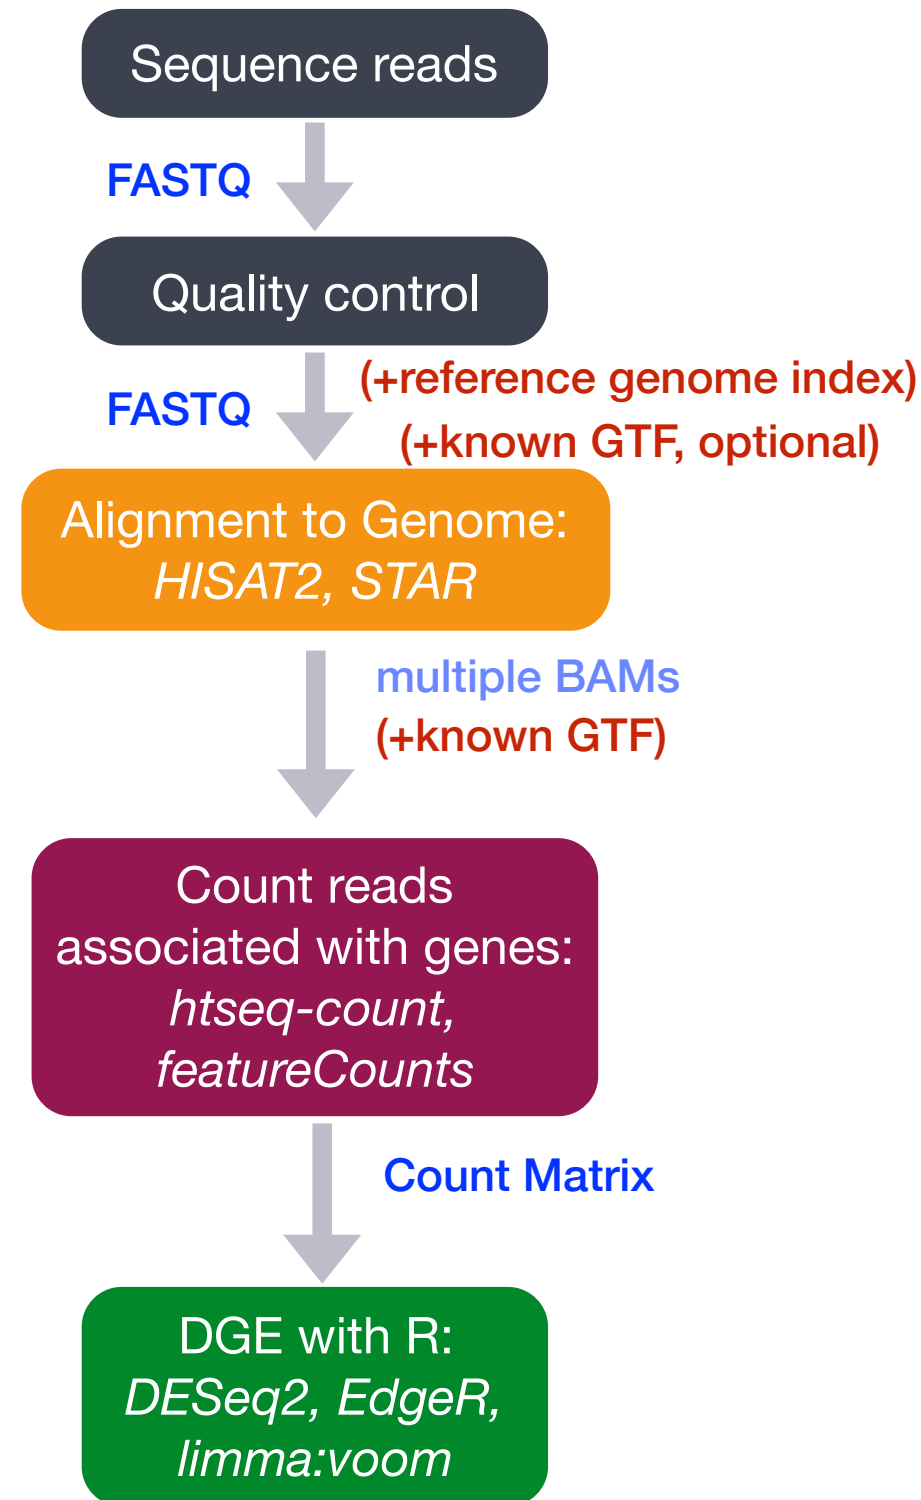 Sequence reads
FASTQ
Quality control
FASTQ
(+reference genome index)
(+known GTF, optional)
Alignment to Genome:
HISAT2, STAR
multiple BAMs
(+known GTF)
Count reads
associated with genes:
htseq-count,
featureCounts
Count Matrix
DGE with R:
DESeq2, EdgeR,
limma:voom